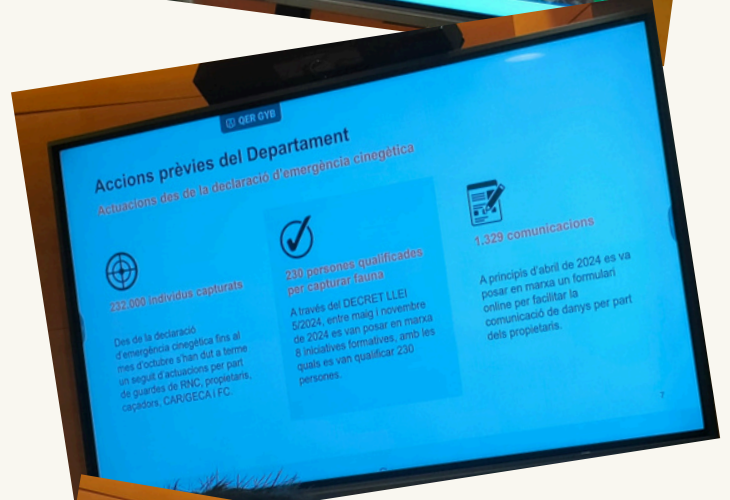 QER GYB
Accions prèvies del Departament
Actuacions des de la declaració d'emergència cinegètica
232.000 individus capturats
Des de la declaració
d'emergència cinegètica fins al
mes d'octubre s'han dut a terme
un seguit d'actuacions per part
de guardes de RNC, propietaris,
caçadors, CAR/GECA i FC.
230 persones qualificades
per capturar fauna
A través del DECRET LLEI
5/2024, entre maig i novembre
de 2024 es van posar en marxa
8 iniciatives formatives, amb les
quals es van qualificar 230
persones.
1.329 comunicacions
A principis d'abril de 2024 es va
posar en marxa un formulari
online per facilitar la
comunicació de danys per part
dels propietaris.
7